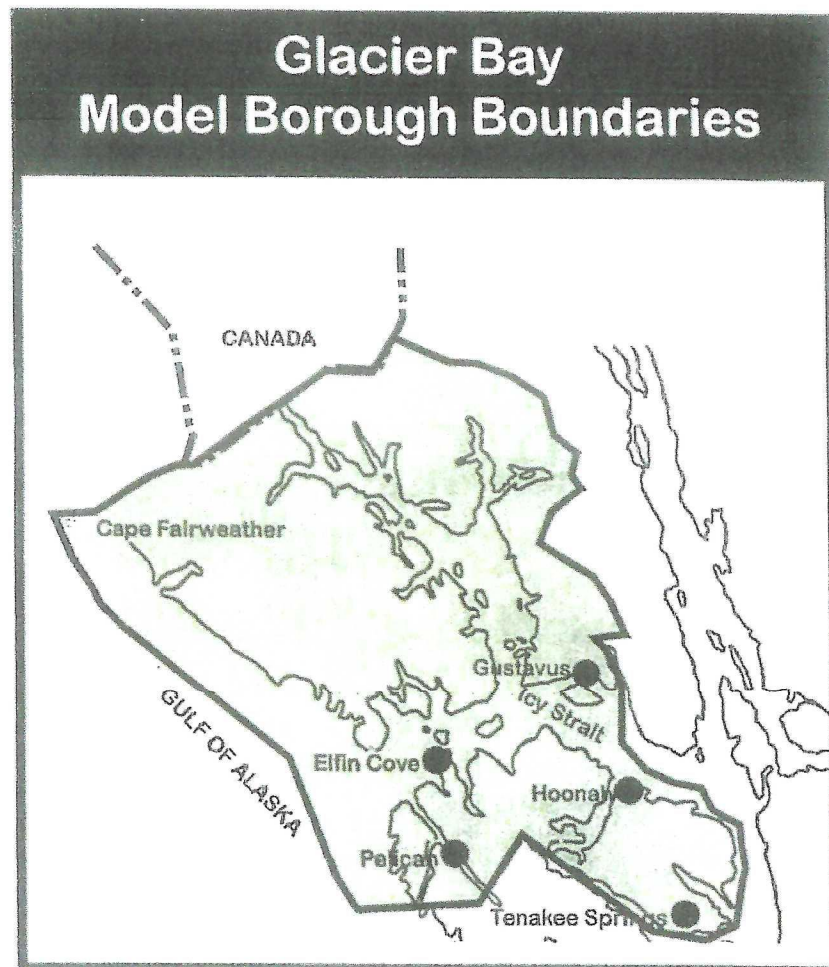 Glacier Bay
Model Borough Boundaries
CANADA
Cape Fairweather
Gustavus
Icy Strait
GULF OF ALASKA
Elfin Cove
Hoonah
Pelican
Tenakee Springs